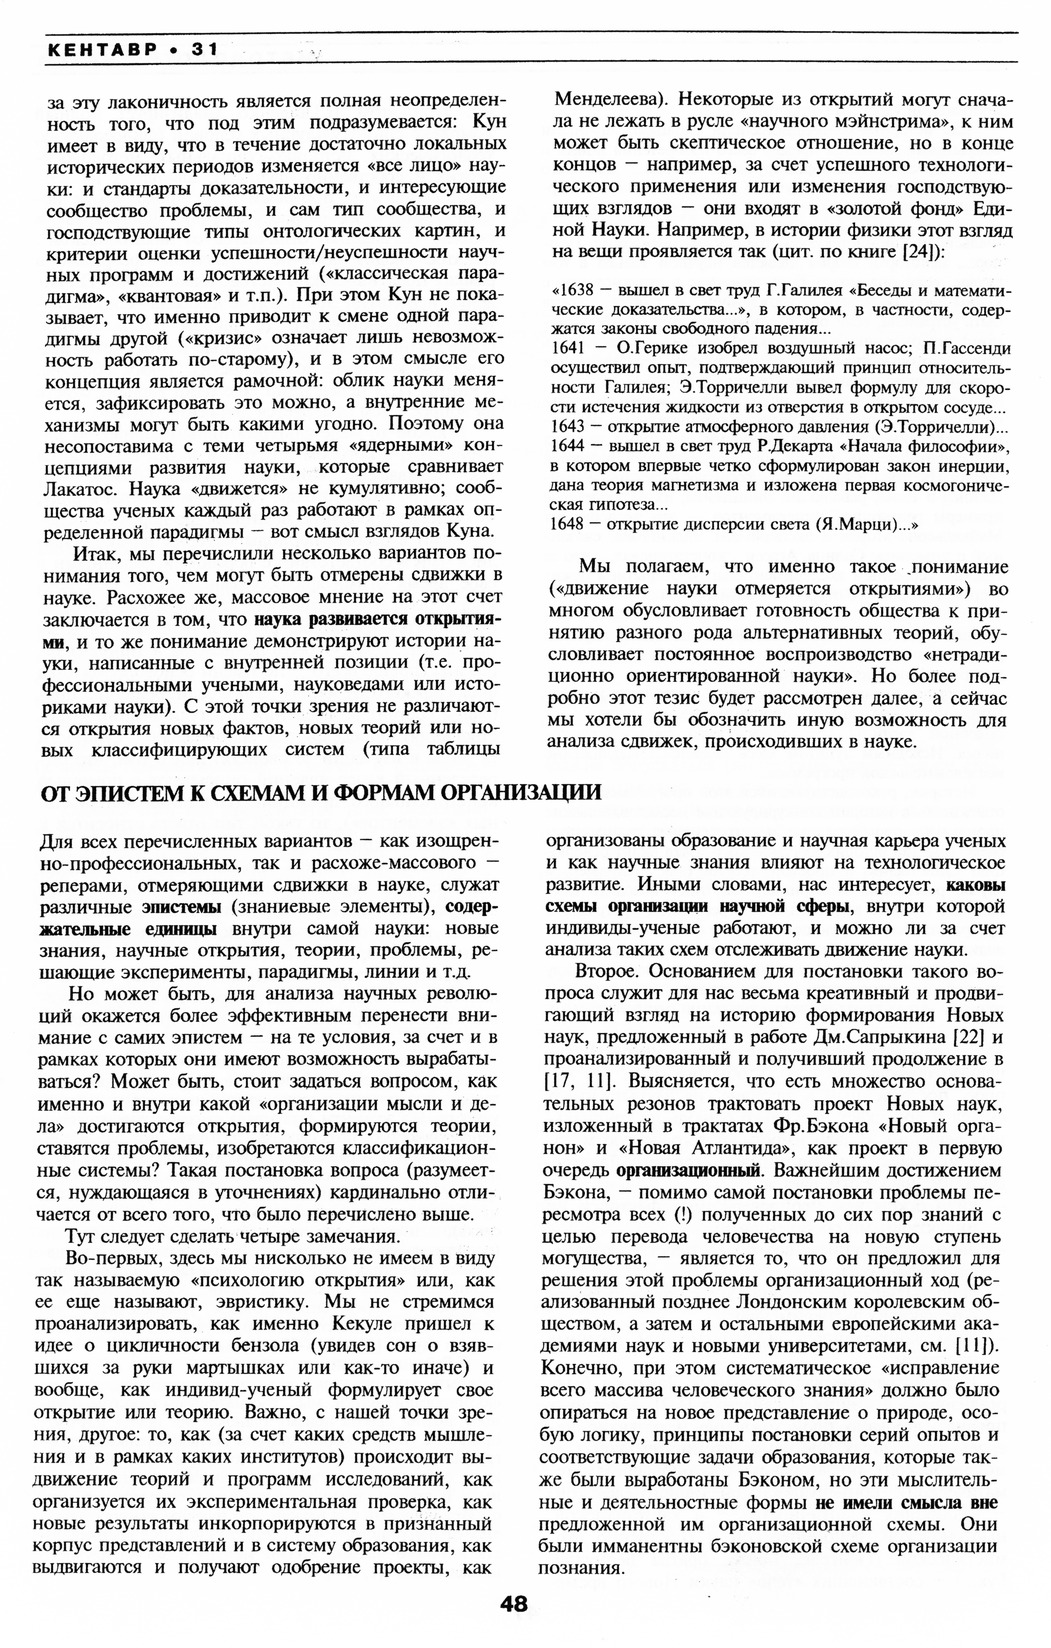 КЕНТАВР • 31
за эту лаконичность является полная неопределен-
ность того, что под этим подразумевается: Кун
имеет в виду, что в течение достаточно локальных
исторических периодов изменяется «все лицо» нау-
ки: и стандарты доказательности, и интересующие
сообщество проблемы, и сам тип сообщества, и
господствующие типы онтологических картин, и
критерии оценки успешности/неуспешности науч-
ных программ и достижений («классическая пара-
дигма», «квантовая» и т.п.). При этом Кун не пока-
зывает, что именно приводит к смене одной пара-
дигмы другой («кризис» означает лишь невозмож-
ность работать по-старому), и в этом смысле его
концепция является рамочной: облик науки меня-
ется, зафиксировать это можно, а внутренние ме-
ханизмы могут быть какими угодно. Поэтому она
несопоставима с теми четырьмя «ядерными» кон-
цепциями развития науки, которые сравнивает
Лакатос. Наука «движется» не кумулятивно; сооб-
щества ученых каждый раз работают в рамках оп-
ределенной парадигмы — вот смысл взглядов Куна.
Итак, мы перечислили несколько вариантов по-
нимания того, чем могут быть отмерены сдвижки в
науке. Расхожее же, массовое мнение на этот счет
заключается в том, что наука развивается открытия-
ми, и то же понимание демонстрируют истории на-
уки, написанные с внутренней позиции (т.е. про-
фессиональными учеными, науковедами или исто-
риками науки). С этой точки зрения не различают-
ся открытия новых фактов, новых теорий или но-
вых классифицирующих систем (типа таблицы
Менделеева). Некоторые из открытий могут снача-
ла не лежать в русле «научного мэйнстрима», к ним
может быть скептическое отношение, но в конце
концов — например, за счет успешного технологи-
ческого применения или изменения господствую-
щих взглядов — они входят в «золотой фонд» Еди-
ной Науки. Например, в истории физики этот взгляд
на вещи проявляется так (цит. по книге [24]):
«1638 — вышел в свет труд Г.Галилея «Беседы и математи-
ческие доказательства...», в котором, в частности, содер-
жатся законы свободного падения...
1641 — О.Герике изобрел воздушный насос; П.Гассенди
осуществил опыт, подтверждающий принцип относитель-
ности Галилея; Э.Торричелли вывел формулу для скоро-
сти истечения жидкости из отверстия в открытом сосуде...
1643 — открытие атмосферного давления (Э.Торричелли)...
1644 — вышел в свет труд Р.Декарта «Начала философии»,
в котором впервые четко сформулирован закон инерции,
дана теория магнетизма и изложена первая космогониче-
ская гипотеза...
1648 — открытие дисперсии света (Я.Марци)...»
Мы полагаем, что именно такое понимание
(«движение науки отмеряется открытиями») во
многом обусловливает готовность общества к при-
нятию разного рода альтернативных теорий, обу-
словливает постоянное воспроизводство «нетради-
ционно ориентированной науки». Но более под-
робно этот тезис будет рассмотрен далее, а сейчас
мы хотели бы обозначить иную возможность для
анализа сдвижек, происходивших в науке.
ОТ ЭПИСТЕМ К СХЕМАМ И ФОРМАМ ОРГАНИЗАЦИИ
Для всех перечисленных вариантов — как изощрен-
но-профессиональных, так и расхоже-массового —
реперами, отмеряющими сдвижки в науке, служат
различные эпистемы (знаниевые элементы), содер-
жательные единицы внутри самой науки: новые
знания, научные открытия, теории, проблемы, ре-
шающие эксперименты, парадигмы, линии и т.д.
Но может быть, для анализа научных револю-
ций окажется более эффективным перенести вни-
мание с самих эпистем — на те условия, за счет и в
рамках которых они имеют возможность вырабаты-
ваться? Может быть, стоит задаться вопросом, как
именно и внутри какой «организации мысли и де-
ла» достигаются открытия, формируются теории,
ставятся проблемы, изобретаются классификацион-
ные системы? Такая постановка вопроса (разумеет-
ся, нуждающаяся в уточнениях) кардинально отли-
чается от всего того, что было перечислено выше.
Тут следует сделать четыре замечания.
Во-первых, здесь мы нисколько не имеем в виду
так называемую «психологию открытия» или, как
ее еще называют, эвристику. Мы не стремимся
проанализировать, как именно Кекуле пришел к
идее о цикличности бензола (увидев сон о взяв-
шихся за руки мартышках или как-то иначе) и
вообще, как индивид-ученый формулирует свое
открытие или теорию. Важно, с нашей точки зре-
ния, другое: то, как (за счет каких средств мышле-
ния и в рамках каких институтов) происходит вы-
движение теорий и программ исследований, как
организуется их экспериментальная проверка, как
новые результаты инкорпорируются в признанный
корпус представлений и в систему образования, как
выдвигаются и получают одобрение проекты, как
организованы образование и научная карьера ученых
и как научные знания влияют на технологическое
развитие. Иными словами, нас интересует, каковы
схемы организации научной сферы, внутри которой
индивиды-ученые работают, и можно ли за счет
анализа таких схем отслеживать движение науки.
Второе. Основанием для постановки такого во-
проса служит для нас весьма креативный и продви-
гающий взгляд на историю формирования Новых
наук, предложенный в работе Дм.Сапрыкина [22] и
проанализированный и получивший продолжение в
[17, 11]. Выясняется, что есть множество основа-
тельных резонов трактовать проект Новых наук,
изложенный в трактатах Фр.Бэкона «Новый орга-
нон» и «Новая Атлантида», как проект в первую
очередь организационный. Важнейшим достижением
Бэкона, — помимо самой постановки проблемы пе-
ресмотра всех (!) полученных до сих пор знаний с
целью перевода человечества на новую ступень
могущества, — является то, что он предложил для
решения этой проблемы организационный ход (ре-
ализованный позднее Лондонским королевским об-
ществом, а затем и остальными европейскими ака-
демиями наук и новыми университетами, см. [11]).
Конечно, при этом систематическое «исправление
всего массива человеческого знания» должно было
опираться на новое представление о природе, осо-
бую логику, принципы постановки серий опытов и
соответствующие задачи образования, которые так-
же были выработаны Бэконом, но эти мыслитель-
ные и деятельностные формы не имели смысла вне
предложенной им организационной схемы. Они
были имманентны бэконовской схеме организации
познания.
48